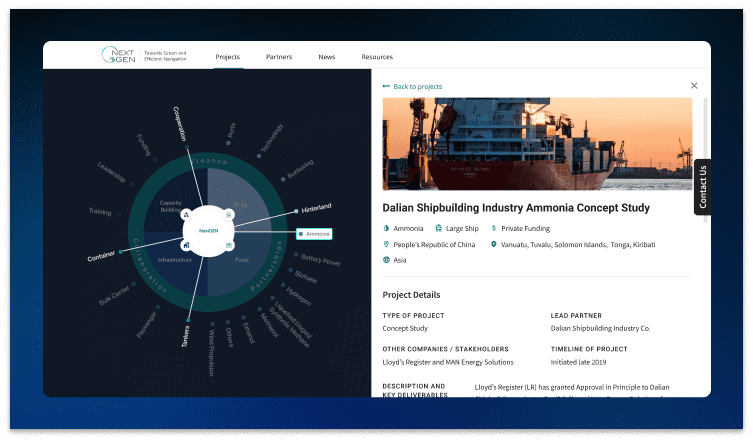 NEXT
GEN
Towards Green and
Efficient Navigation
Projects
Partners
News
Resources
Cooperation
Ports
Technology
Bunkering
Hinterland
Ammonia
Battery Power
Biofuels
Hydrogen
Liquefied biogas/
Synthetic Methane
Methanol
Ethanol
Others
Wind Propulsion
Tankers
Passenger
Bulk Carrier
Container
Training
Leadership
Funding
Finance
Partnerships
Collaboration
Capacity
Building
NextGEN
Infrastructure
Fuels
Back to projects
Dalian Shipbuilding Industry Ammonia Concept Study
Ammonia
Large Ship
Private Funding
People's Republic of China
Vanuatu, Tuvalu, Solomon Islands, Tonga, Kiribati
Asia
Project Details
TYPE OF PROJECT
Concept Study
LEAD PARTNER
Dalian Shipbuilding Industry Co.
OTHER COMPANIES / STAKEHOLDERS
Lloyd's Register and MAN Energy Solutions
TIMELINE OF PROJECT
Initiated late 2019
DESCRIPTION AND
KEY DELIVERABLES
Lloyd's Register (LR) has granted Approval in Principle to Dalian
Contact Us